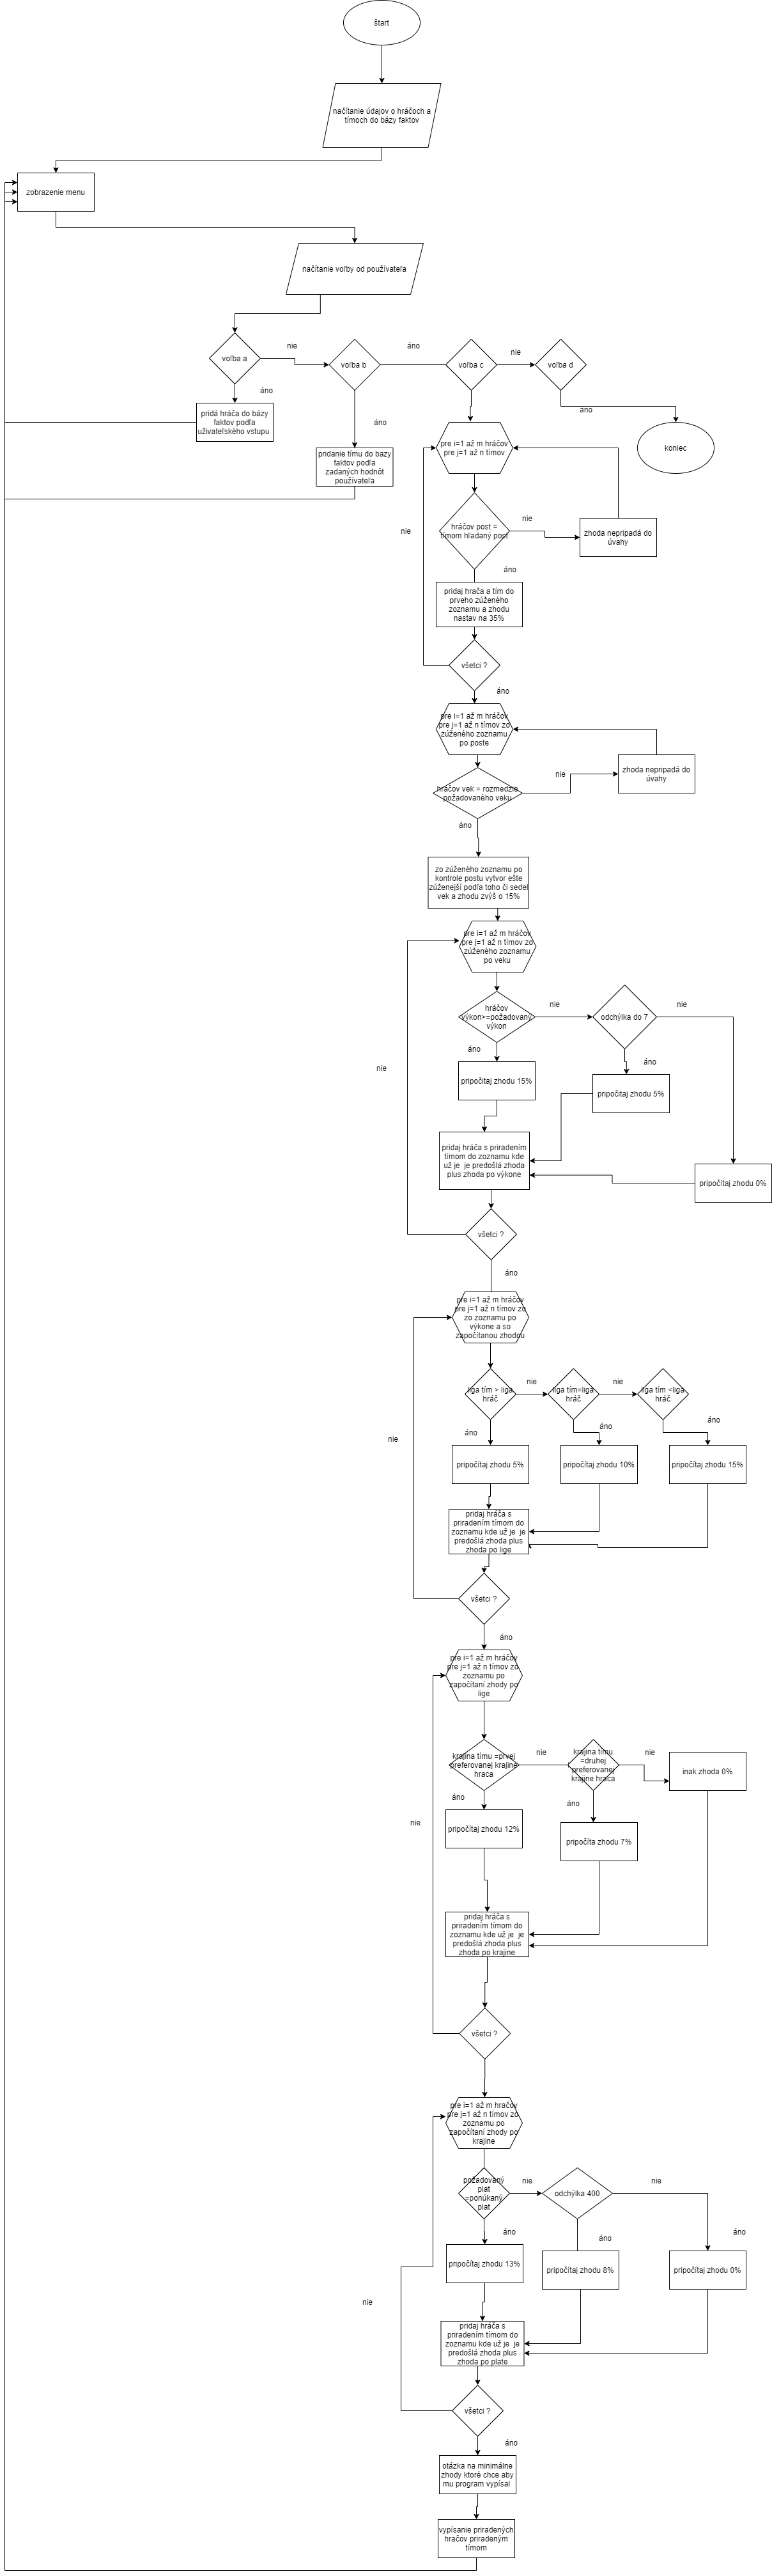 štart
načítanie údajov o hráčoch a
tímoch do bázy faktov
zobrazenie menu
načítanie voľby od používateľa
voľba a
nie
voľba b
áno
voľba c
nie
voľba d
áno
áno
áno
pridá hráča do bázy
faktov podľa
uživateľského vstupu
pridanie tímu do bazy
faktov podľa
zadaných hodnôt
používateľa
koniec
pre i=1 až m hráčov
pre j=1 až n tímov
nie
hráčov post =
tímom hľadaný post
nie
zhoda nepripadá do
úvahy
áno
pridaj hrača a tím do
prveho zúženého
zoznamu a zhodu
nastav na 35%
všetci ?
áno
pre i=1 až m hráčov
pre j=1 až n tímov zo
zúženého zoznamu
po poste
hráčov vek = rozmedzie
požadovaného veku
nie
zhoda nepripadá do
úvahy
áno
zo zúženého zoznamu po
kontrole postu vytvor ešte
zúženejší podľa toho či sedel
vek a zhodu zvýš o 15%
pre i=1 až m hráčov
pre j=1 až n tímov zo
zúženého zoznamu
po veku
hráčov
výkon>=požadovaný
výkon
nie
odchýlka do 7
nie
áno
áno
nie
pripočitaj zhodu 15%
pripočitaj zhodu 5%
pridaj hráča s priradením
tímom do zoznamu kde
už je je predošlá zhoda
plus zhoda po výkone
pripočítaj zhodu 0%
všetci ?
áno
pre i=1 až m hráčov
pre j=1 až n tímov zo
zo zoznamu po
výkone a so
započítanou zhodou
liga tím > liga
hráč
nie
liga tím=liga
hráč
nie
liga tím <liga
hráč
áno
áno
áno
nie
pripočítaj zhodu 5%
pripočítaj zhodu 10%
pripočítaj zhodu 15%
pridaj hráča s
priradením tímom do
zoznamu kde už je je
predošlá zhoda plus
zhoda po lige
všetci ?
áno
pre i=1 až m hráčov
pre j=1 až n tímov zo
zoznamu po
započítaní zhody po
lige
krajina tímu =prvej
preferovanej krajine
hraca
nie
krajina tímu
=druhej
preferovanej
krajine hraca
nie
inak zhoda 0%
áno
áno
nie
pripočítaj zhodu 12%
pripočíta zhodu 7%
pridaj hráča s
priradením tímom do
zoznamu kde už je je
predošlá zhoda plus
zhoda po krajine
všetci ?
pre i=1 až m hračov
pre j=1 až n tímov zo
zoznamu po
započítaní zhody po
krajine
požadovaný
plat
=ponúkaný
plat
nie
odchýlka 400
nie
áno
áno
áno
pripočítaj zhodu 13%
pripočítaj zhodu 8%
pripočítaj zhodu 0%
nie
pridaj hráča s
priradením tímom do
zoznamu kde už je je
predošlá zhoda plus
zhoda po plate
všetci ?
áno
otázka na minimálne
zhody ktoré chce aby
mu program vypísal
vypísanie priradených
hračov priradeným
tímom